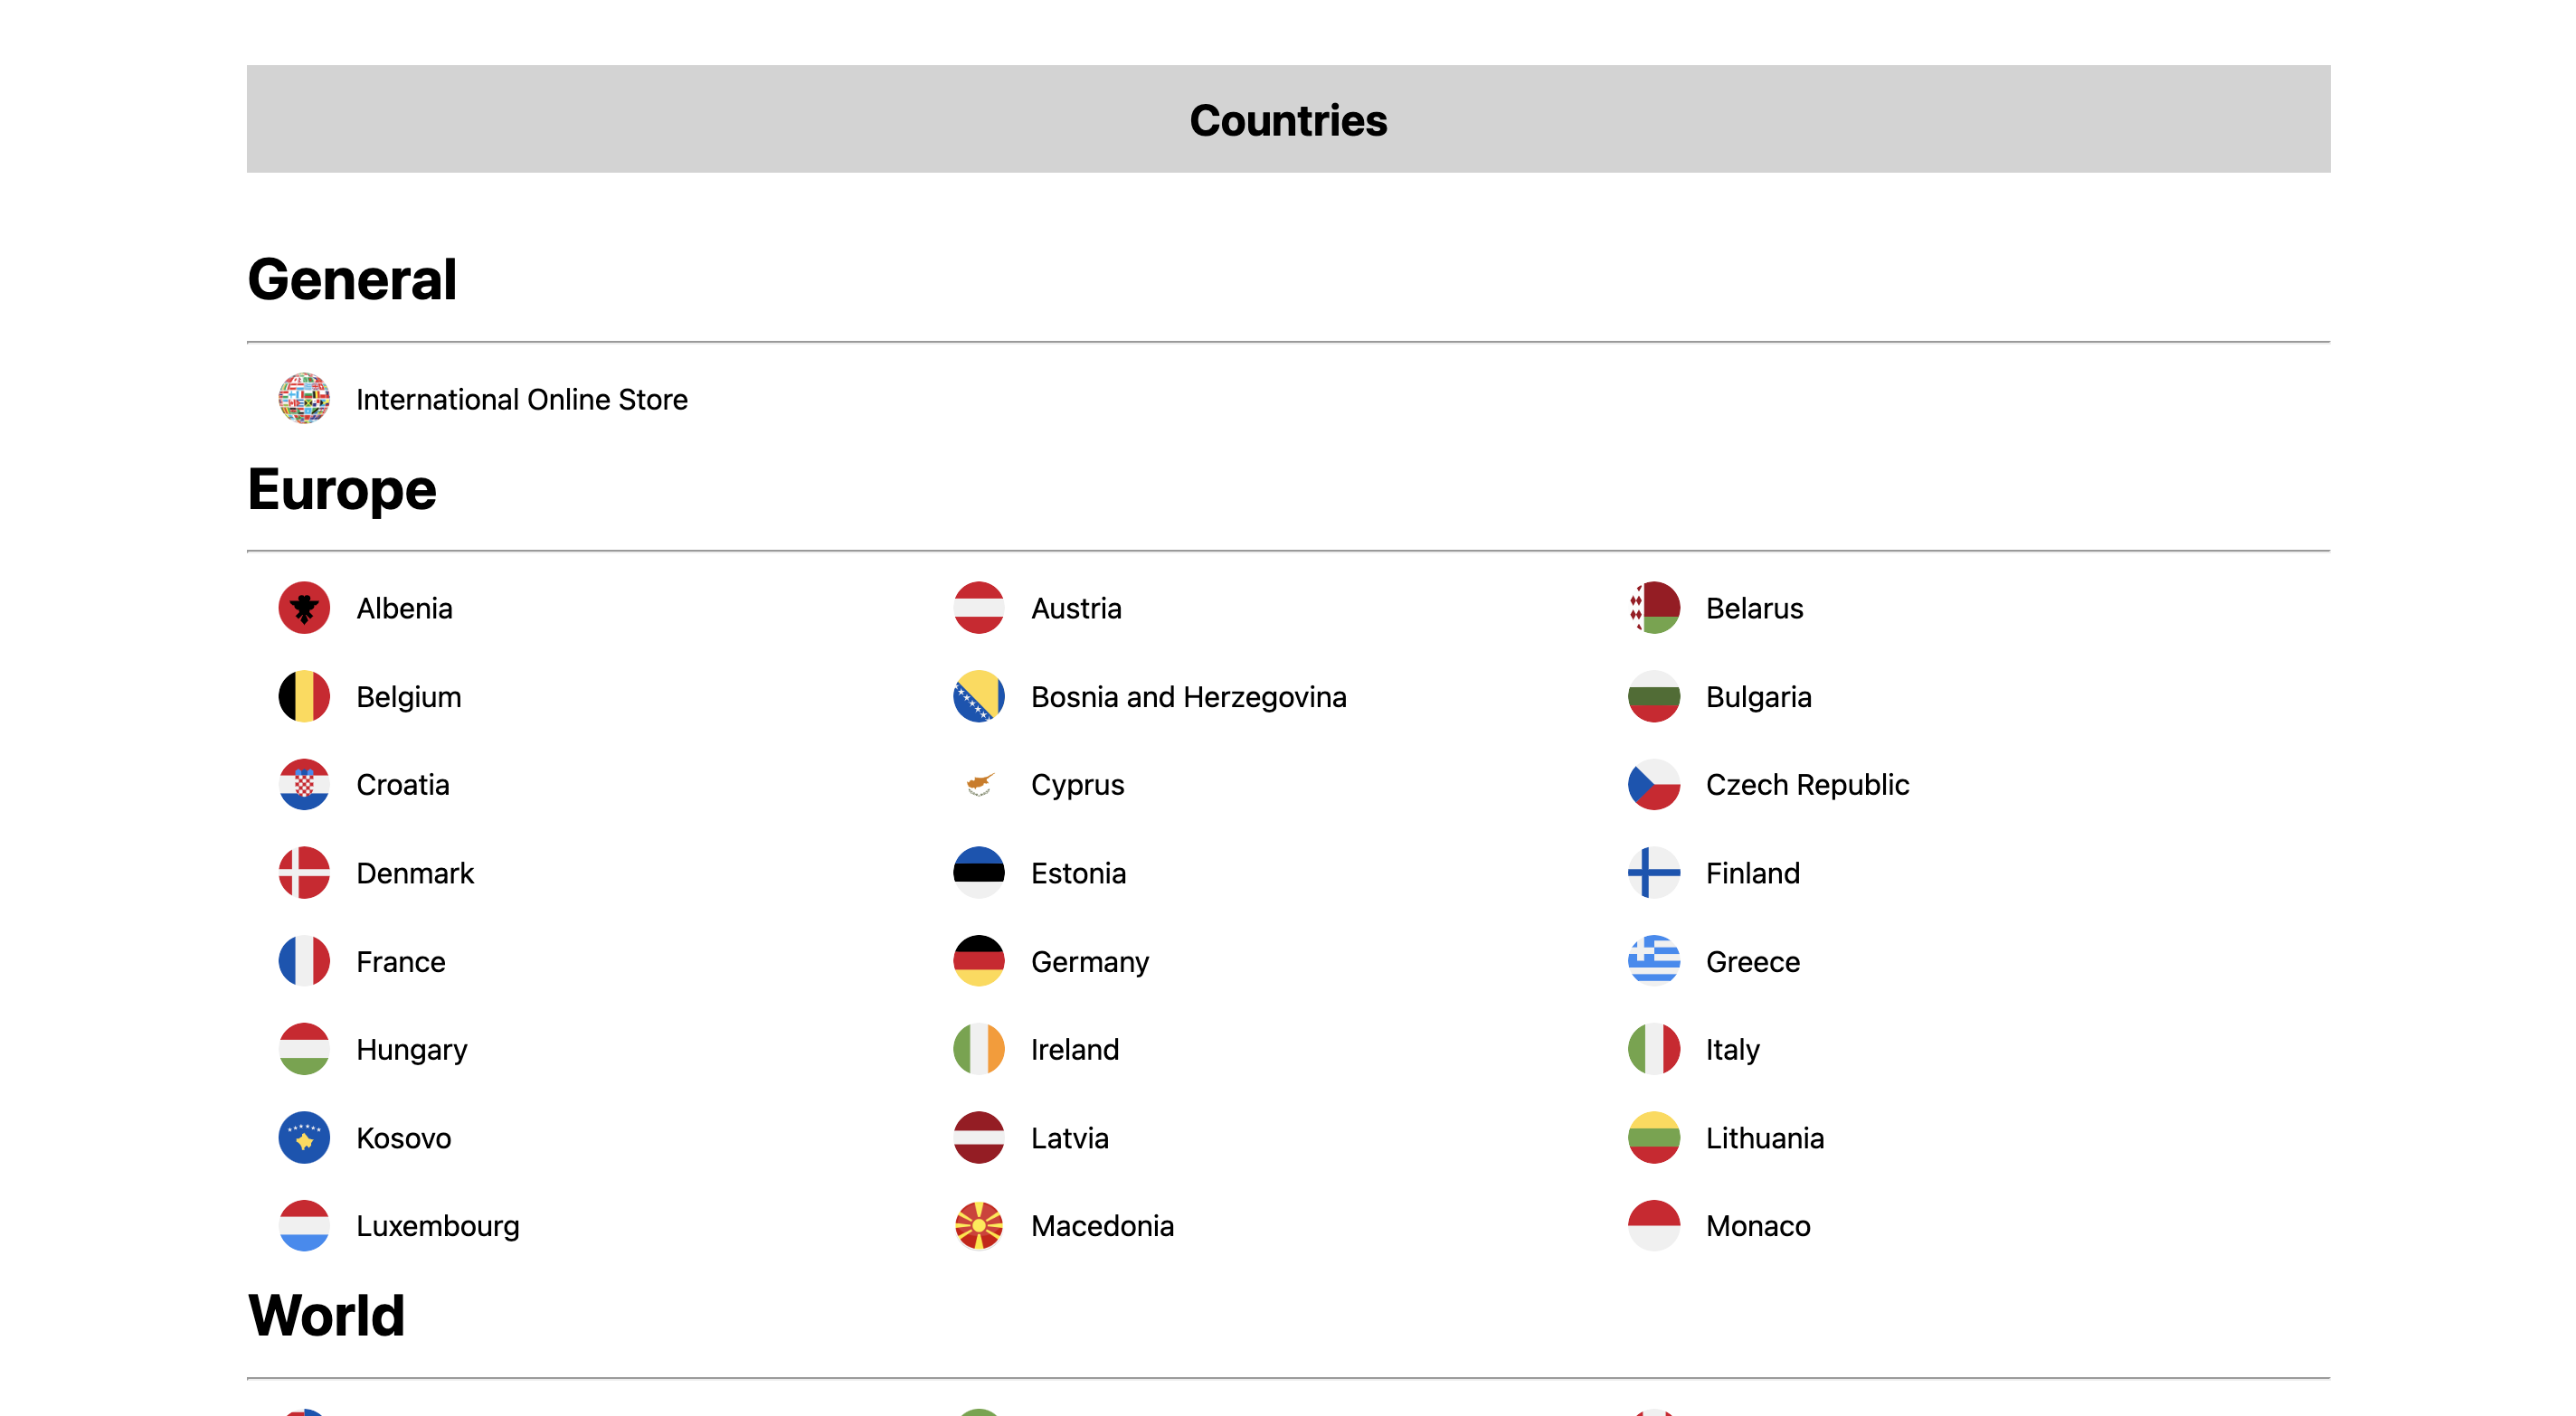 Countries
General
International Online Store
Europe
Albenia
Austria
Belarus
Belgium
Bosnia and Herzegovina
Bulgaria
Croatia
Cyprus
Czech Republic
Denmark
Estonia
Finland
France
Germany
Greece
Hungary
Ireland
Italy
Kosovo
Latvia
Lithuania
Luxembourg
Macedonia
Monaco
World